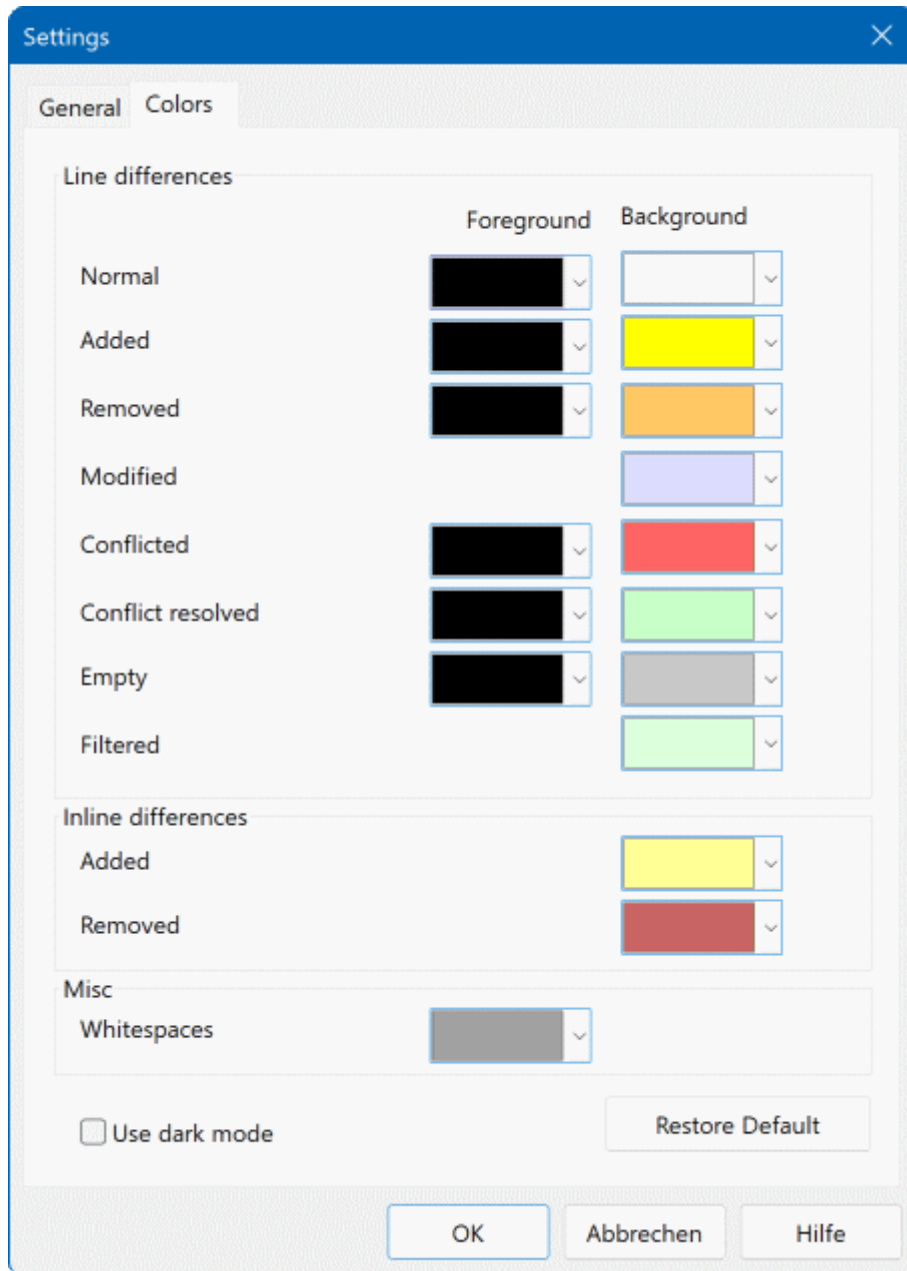 Settings
General Colors
Line differences
Foreground Background
Normal
Added
Removed
Modified
Conflicted
Conflict resolved
Empty
Filtered
Inline differences
Added
Removed
Misc
Whitespaces
Use dark mode Restore Default
OK Abbrechen Hilfe